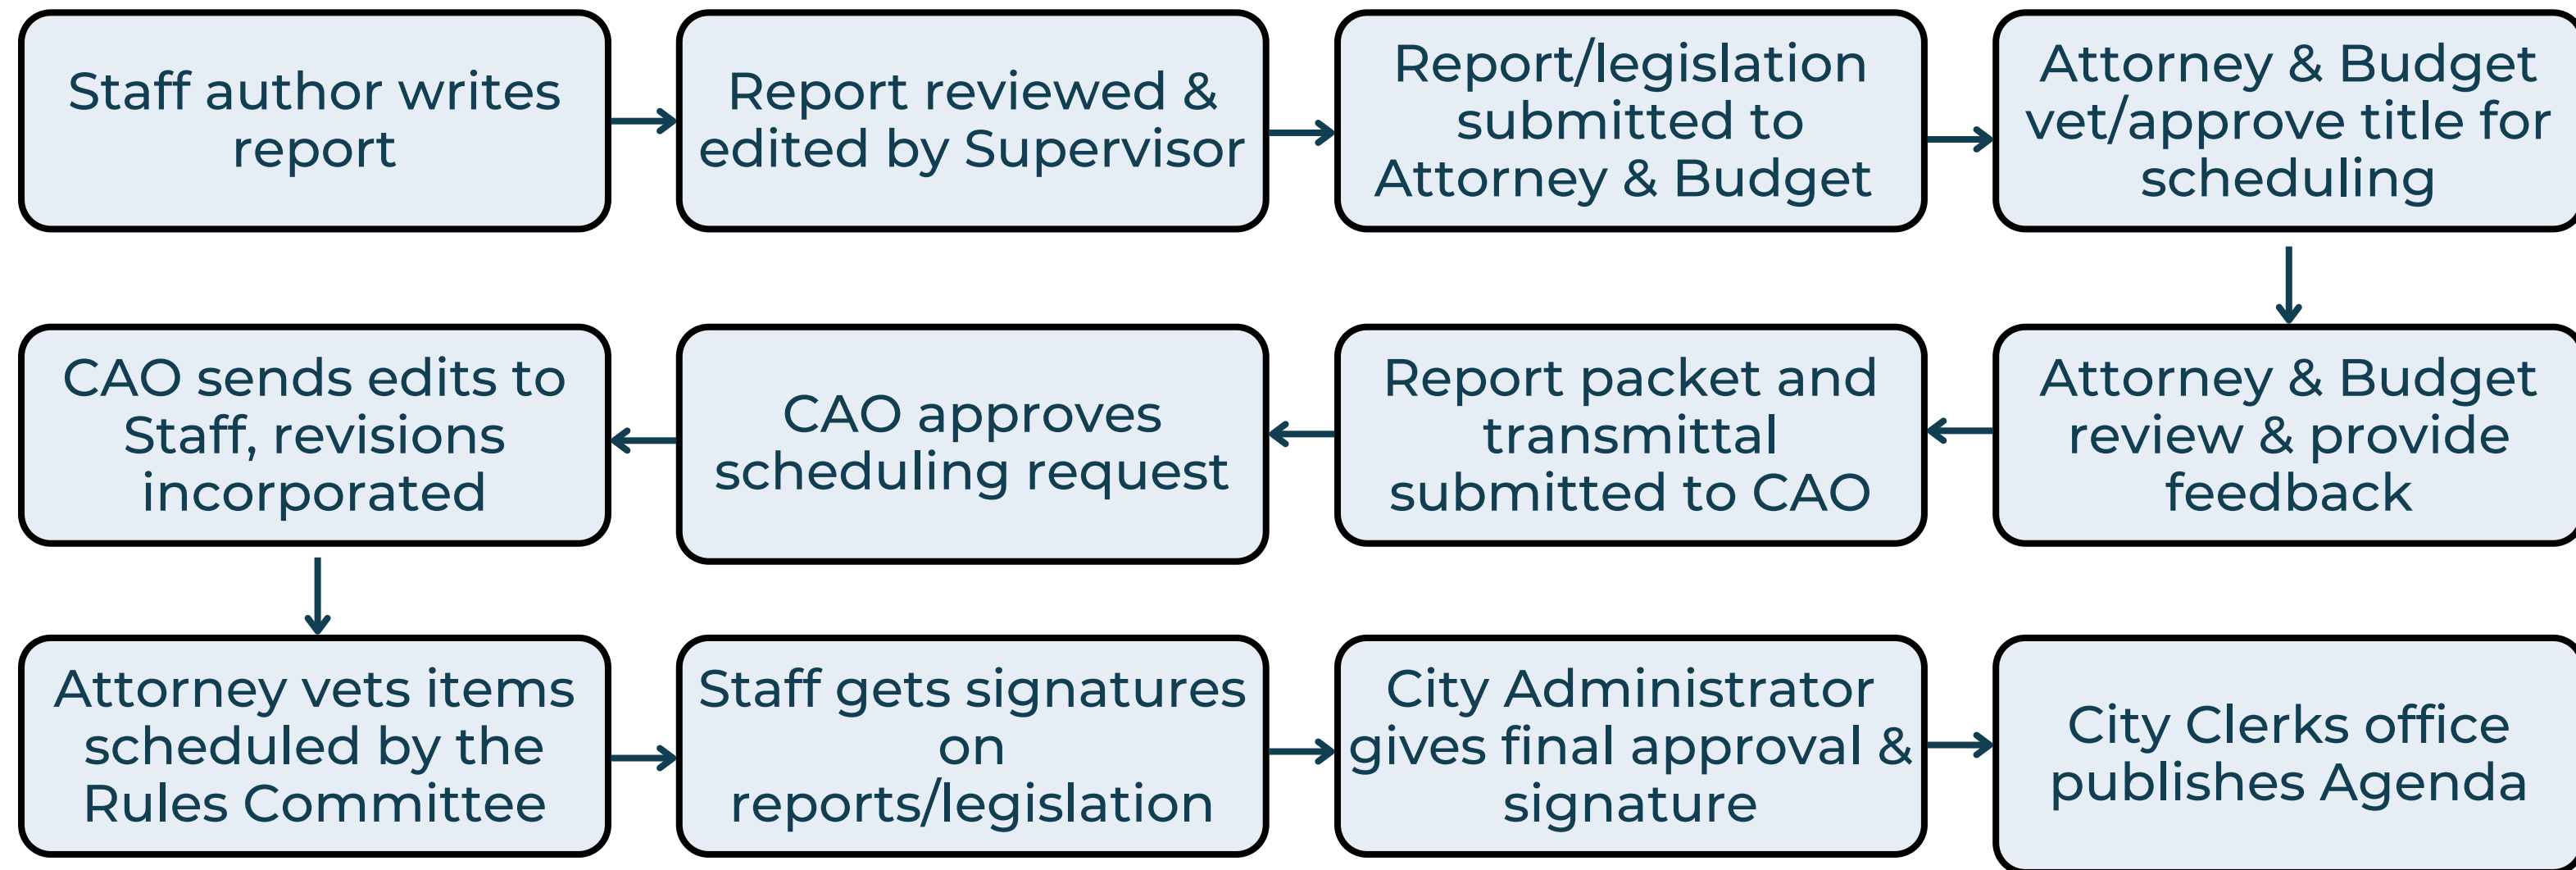 Staff author writes
report
Report reviewed &
edited by Supervisor
Report/legislation
submitted to
Attorney & Budget
Attorney & Budget
vet/approve title for
scheduling
Attorney & Budget
review & provide
feedback
Report packet and
transmittal
submitted to CAO
CAO approves
scheduling request
CAO sends edits to
Staff, revisions
incorporated
Attorney vets items
scheduled by the
Rules Committee
Staff gets signatures
on
reports/legislation
City Administrator
gives final approval &
signature
City Clerks office
publishes Agenda